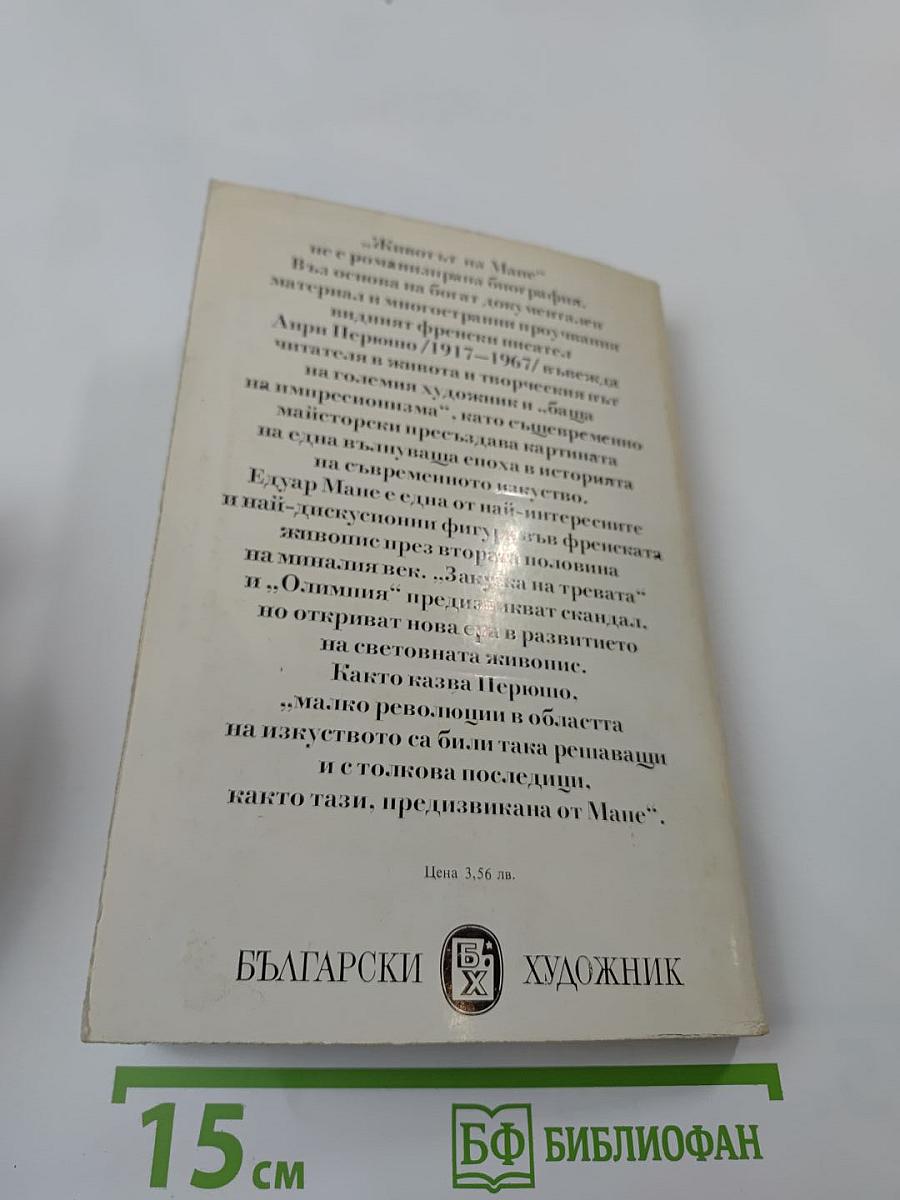 „Животът на Мане“
не е романизирана биография.
Въз основа на богат документален
материал и многостранни проучвания
видният френски писател
Анри Перюшо /1917—1967/ въвежда
читателя в живота и творческия път
на големия художник и „баща
на импресионизма“, като същевременно
майсторски пресъздава картината
на една вълнуваща епоха в историята
на съвременното изкуство.
Едуар Мане е една от най-интересните
и най-дискусионни фигури във френската
живопис през втората половина
на миналия век. „Закуска на тревата“
и „Олимпия“ предизвикват скандал,
но откриват нова ера в развитието
на световната живопис.
Както казва Перюшо,
„малко революции в областта
на изкуството са били така решаващи
и с толкова последици,
както тази, предизвикана от Мане“.
Цена 3,56 лв.
БЪЛГАРСКИ БХ ХУДОЖНИК
15 см
БФ БИБЛИОФАН